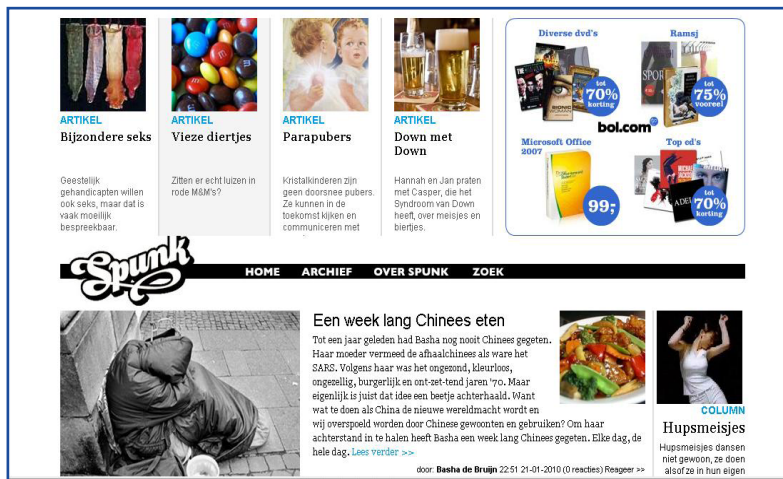 ARTIKEL
Bijzondere seks
Geestelijk
gehandicapten willen
ook seks, maar dat is
vaak moeilijk
bespreekbaar.
ARTIKEL
Vieze diertjes
Zitten er echt luizen in
rode M&M's?
ARTIKEL
Parapubers
Kristalkinderen zijn
geen doorsnee pubers.
Ze kunnen in de
toekomst kijken en
communiceren met
ARTIKEL
Down met
Down
Hannah en Jan praten
met Casper, die het
Syndroom van Down
heeft, over meisjes en
biertjes.
Diverse dvd's
tot
70%
korting
Ramsj
tot
75%
voordeel
bol.com
Microsoft Office
2007
99,-
Top cd's
tot
70%
korting
Spunk
HOME ARCHIEF OVER SPUNK ZOEK
Een week lang Chinees eten
Tot een jaar geleden had Basha nog nooit Chinees gegeten.
Haar moeder vermeed de afhaalchinees als ware het
SARS. Volgens haar was het ongezond, kleurloos,
ongezellig, burgerlijk en ont-zet-tend jaren '70. Maar
eigenlijk is juist dat idee een beetje achterhaald. Want
wat te doen als China de nieuwe wereldmacht wordt en
wij overspoeld worden door Chinese gewoonten en gebruiken? Om haar
achterstand in te halen heeft Basha een week lang Chinees gegeten. Elke dag, de
hele dag. Lees verder >>
door: Basha de Bruijn 22:51 21-01-2010 (0 reacties) Reageer >>
COLUMN
Hupsmeisjes
Hupsmeisjes dansen
niet gewoon, ze doen
alsof ze in hun eigen